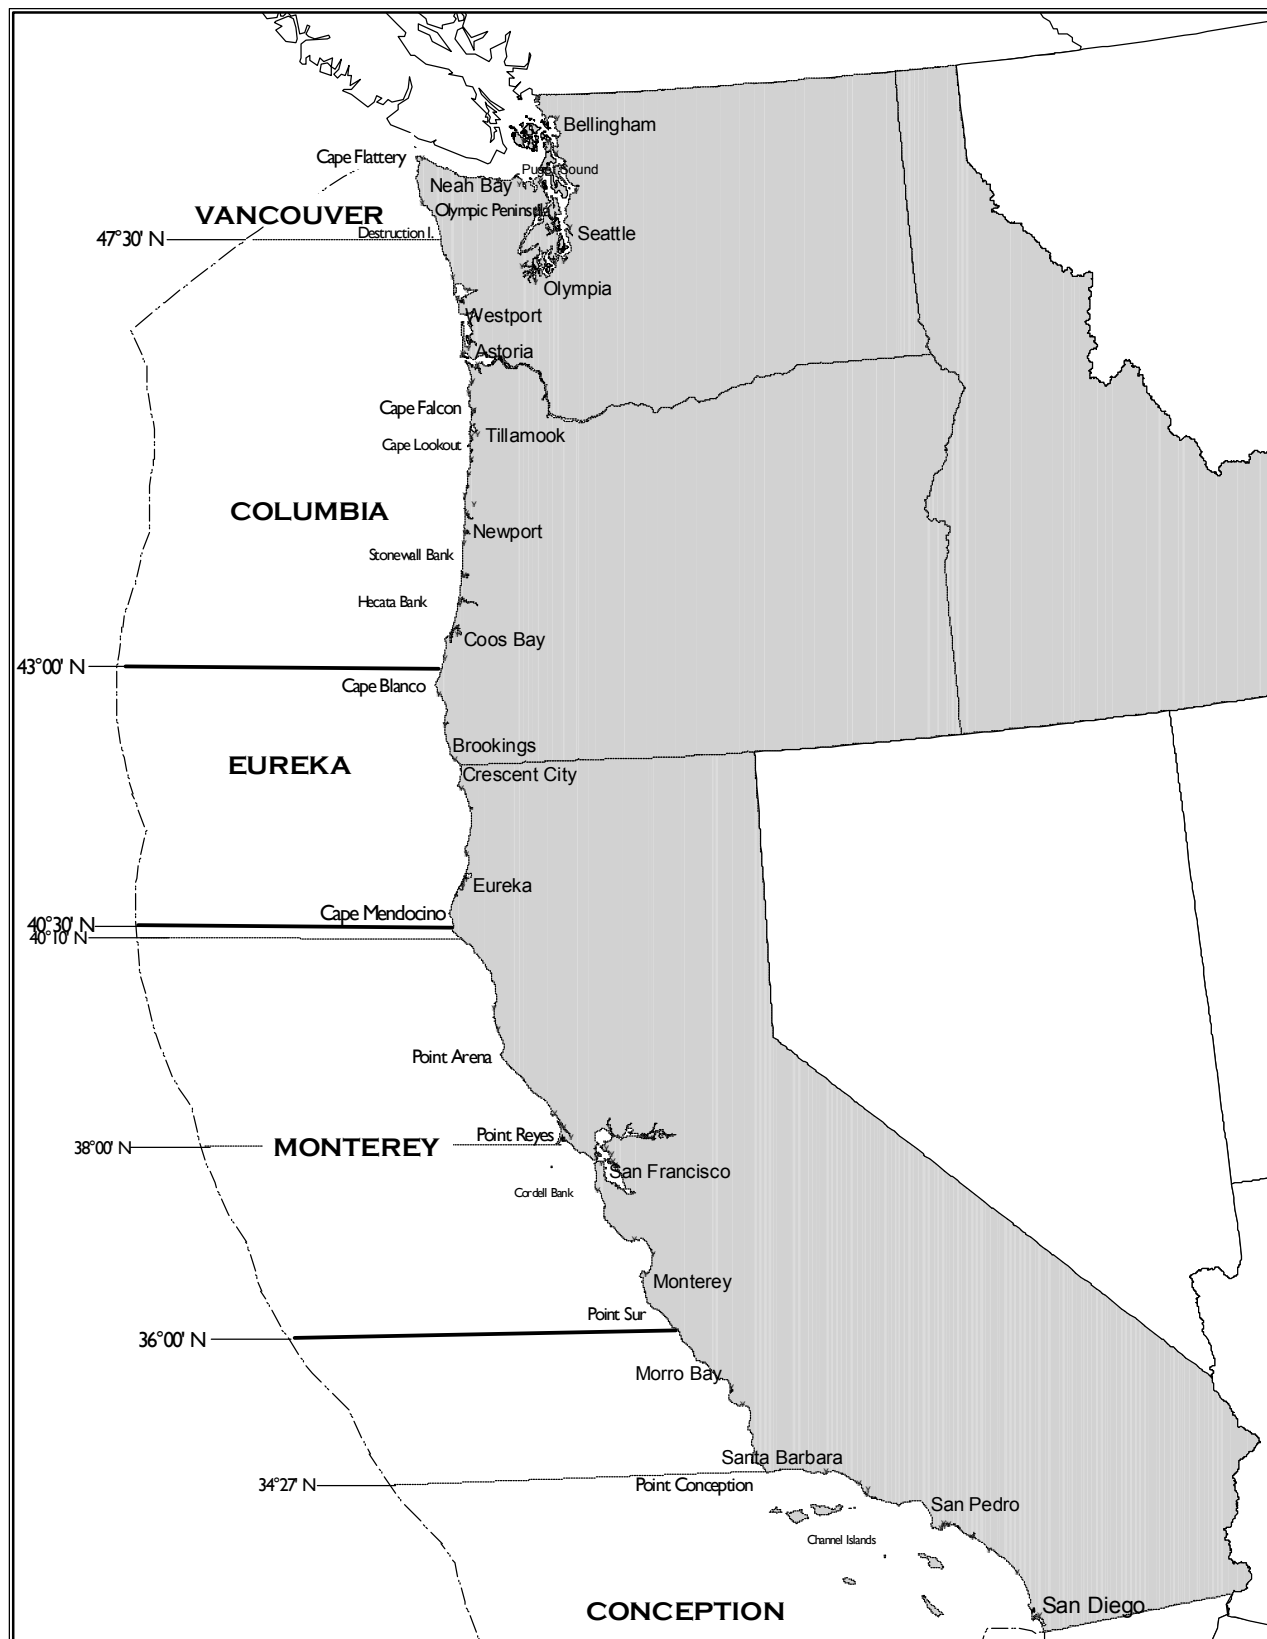 Bellingham
Cape Flattery
Puget Sound
Neah Bay
Olympic Peninsula
VANCOUVER
Destruction I.
47°30' N
Seattle
Olympia
Westport
Astoria
Cape Falcon
Tillamook
Cape Lookout
COLUMBIA
Newport
Stonewall Bank
Hecata Bank
Coos Bay
43°00' N
Cape Blanco
Brookings
EUREKA
Crescent City
Eureka
Cape Mendocino
40°30' N
40°10' N
Point Arena
Point Reyes
38°00' N
MONTEREY
San Francisco
Cordell Bank
Monterey
Point Sur
36°00' N
Morro Bay
Santa Barbara
34°27' N
Point Conception
San Pedro
Channel Islands
CONCEPTION
San Diego